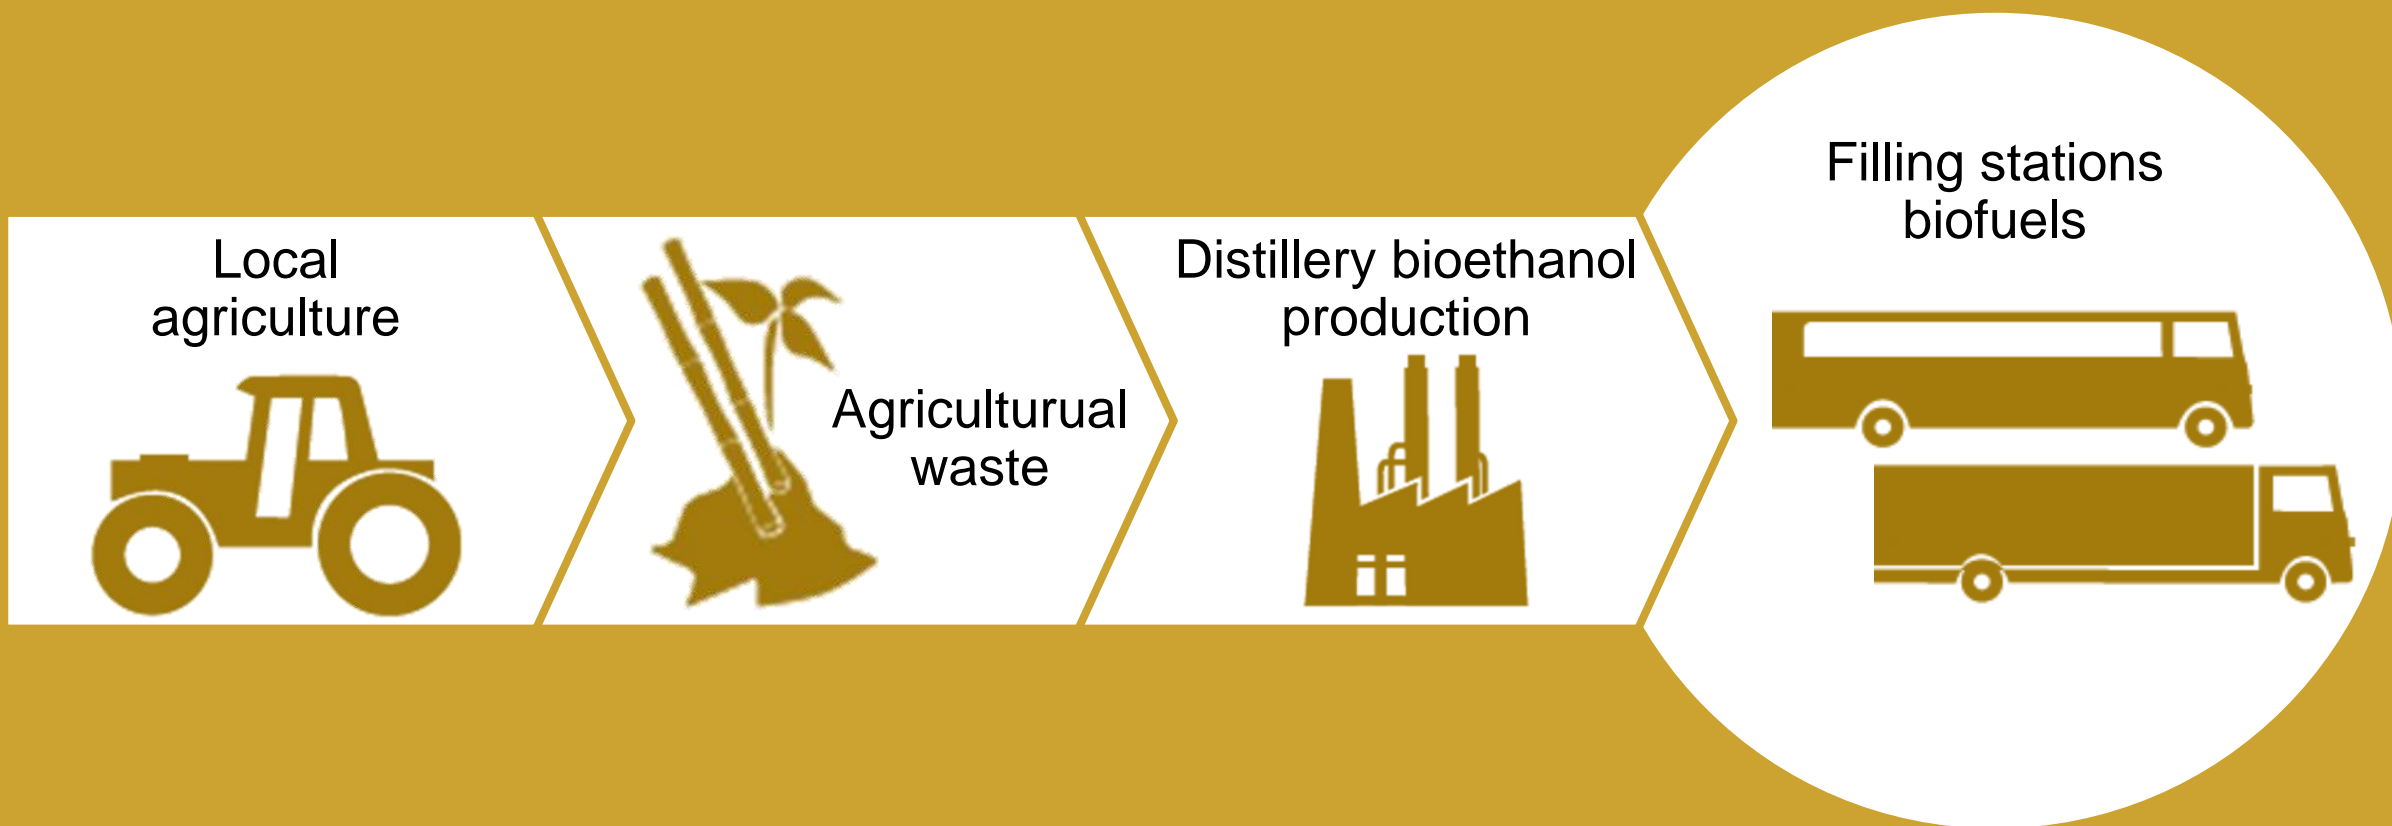 Local
agriculture
Agriculturual
waste
Distillery bioethanol
production
Filling stations
biofuels